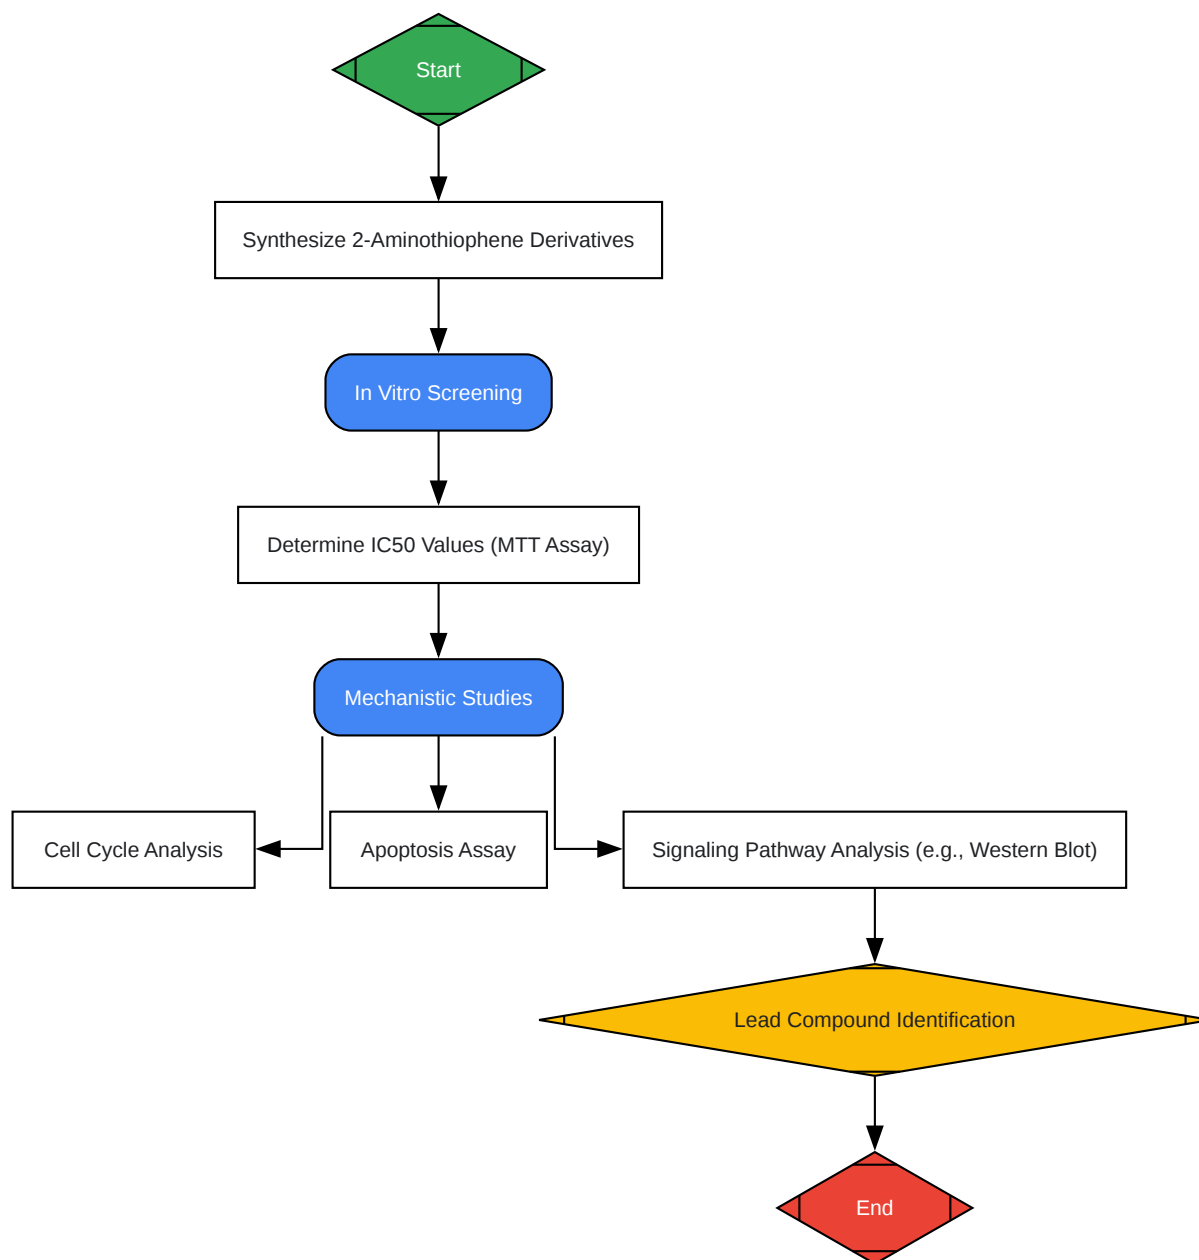 Start
Synthesize 2-Aminothiophene Derivatives
In Vitro Screening
Determine IC50 Values (MTT Assay)
Mechanistic Studies
Cell Cycle Analysis
Apoptosis Assay
Signaling Pathway Analysis (e.g., Western Blot)
Lead Compound Identification
End